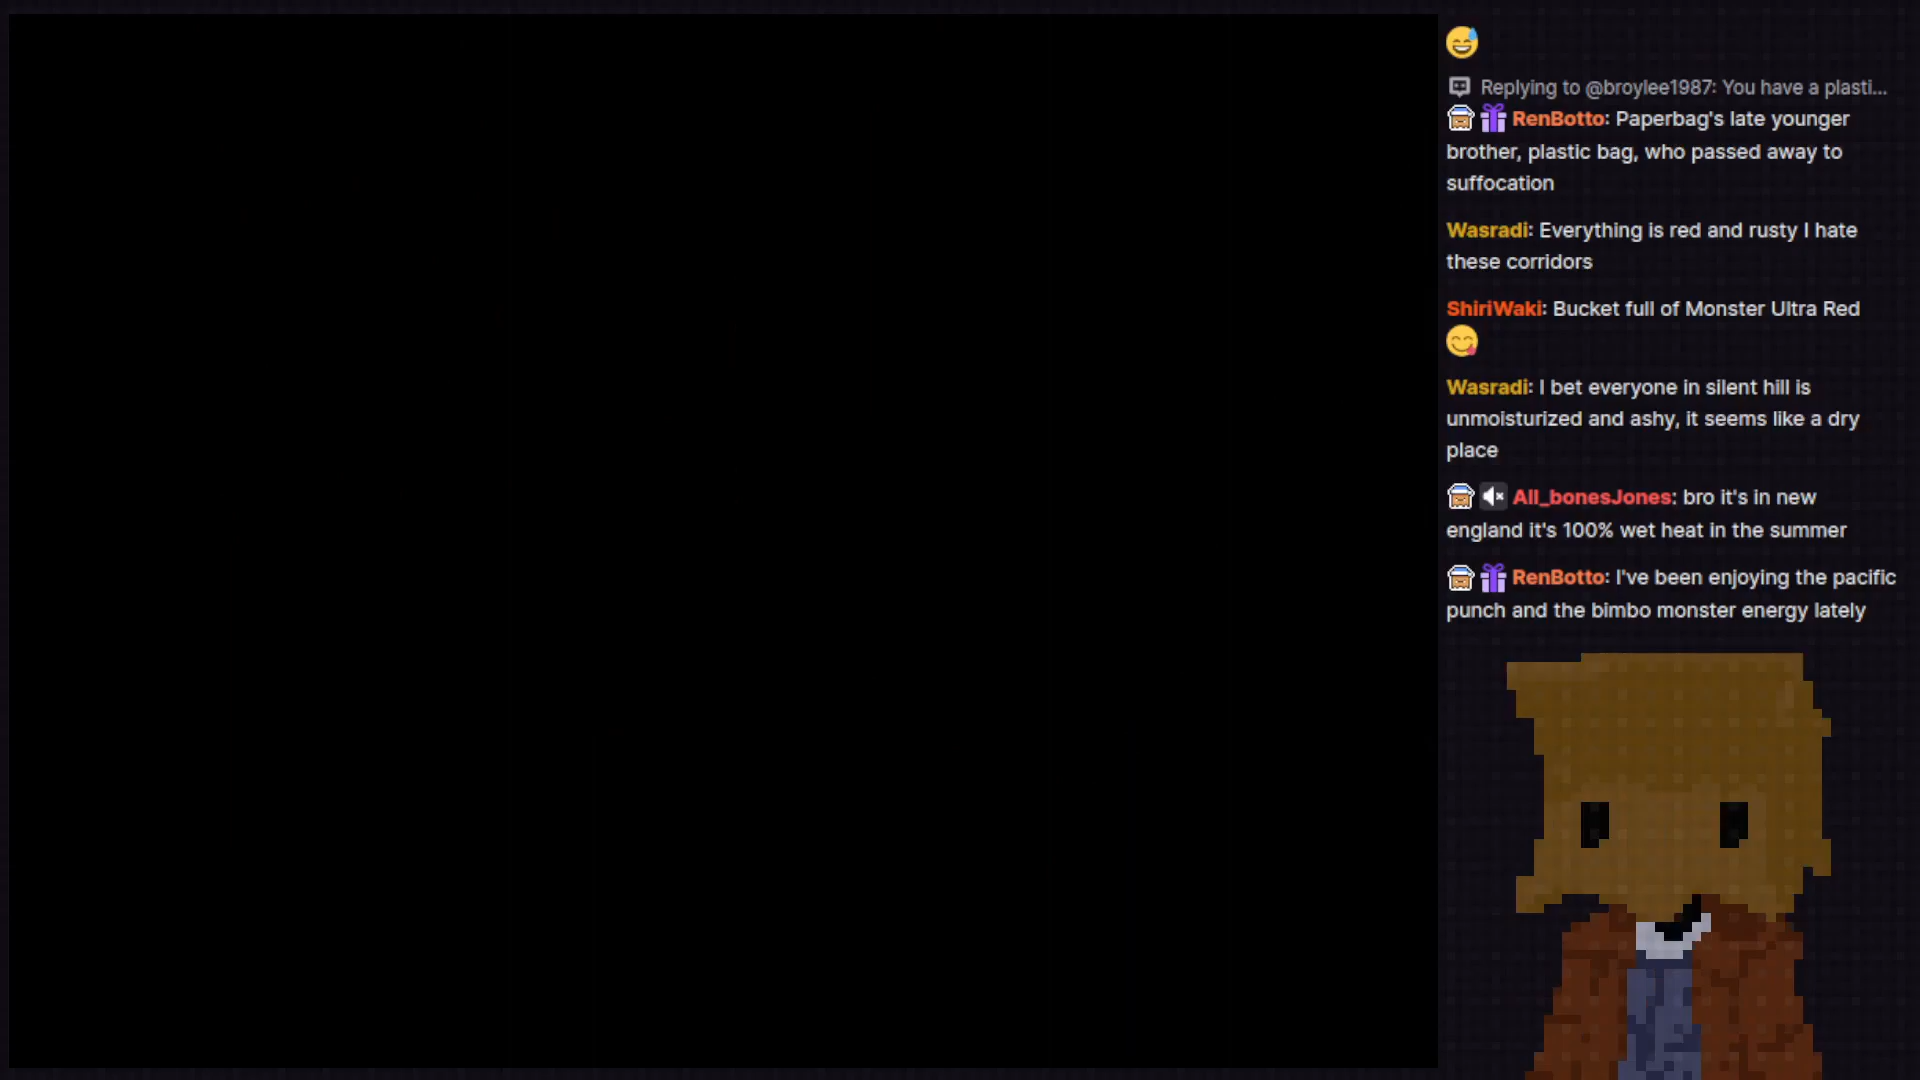 😅
Replying to @broylee1987: You have a plasti...
RenBotto: Paperbag's late younger
brother, plastic bag, who passed away to
suffocation
Wasradi: Everything is red and rusty I hate
these corridors
ShiriWaki: Bucket full of Monster Ultra Red
😋
Wasradi: I bet everyone in silent hill is
unmoisturized and ashy, it seems like a dry
place
All_bonesJones: bro it's in new
england it's 100% wet heat in the summer
RenBotto: I've been enjoying the pacific
punch and the bimbo monster energy lately